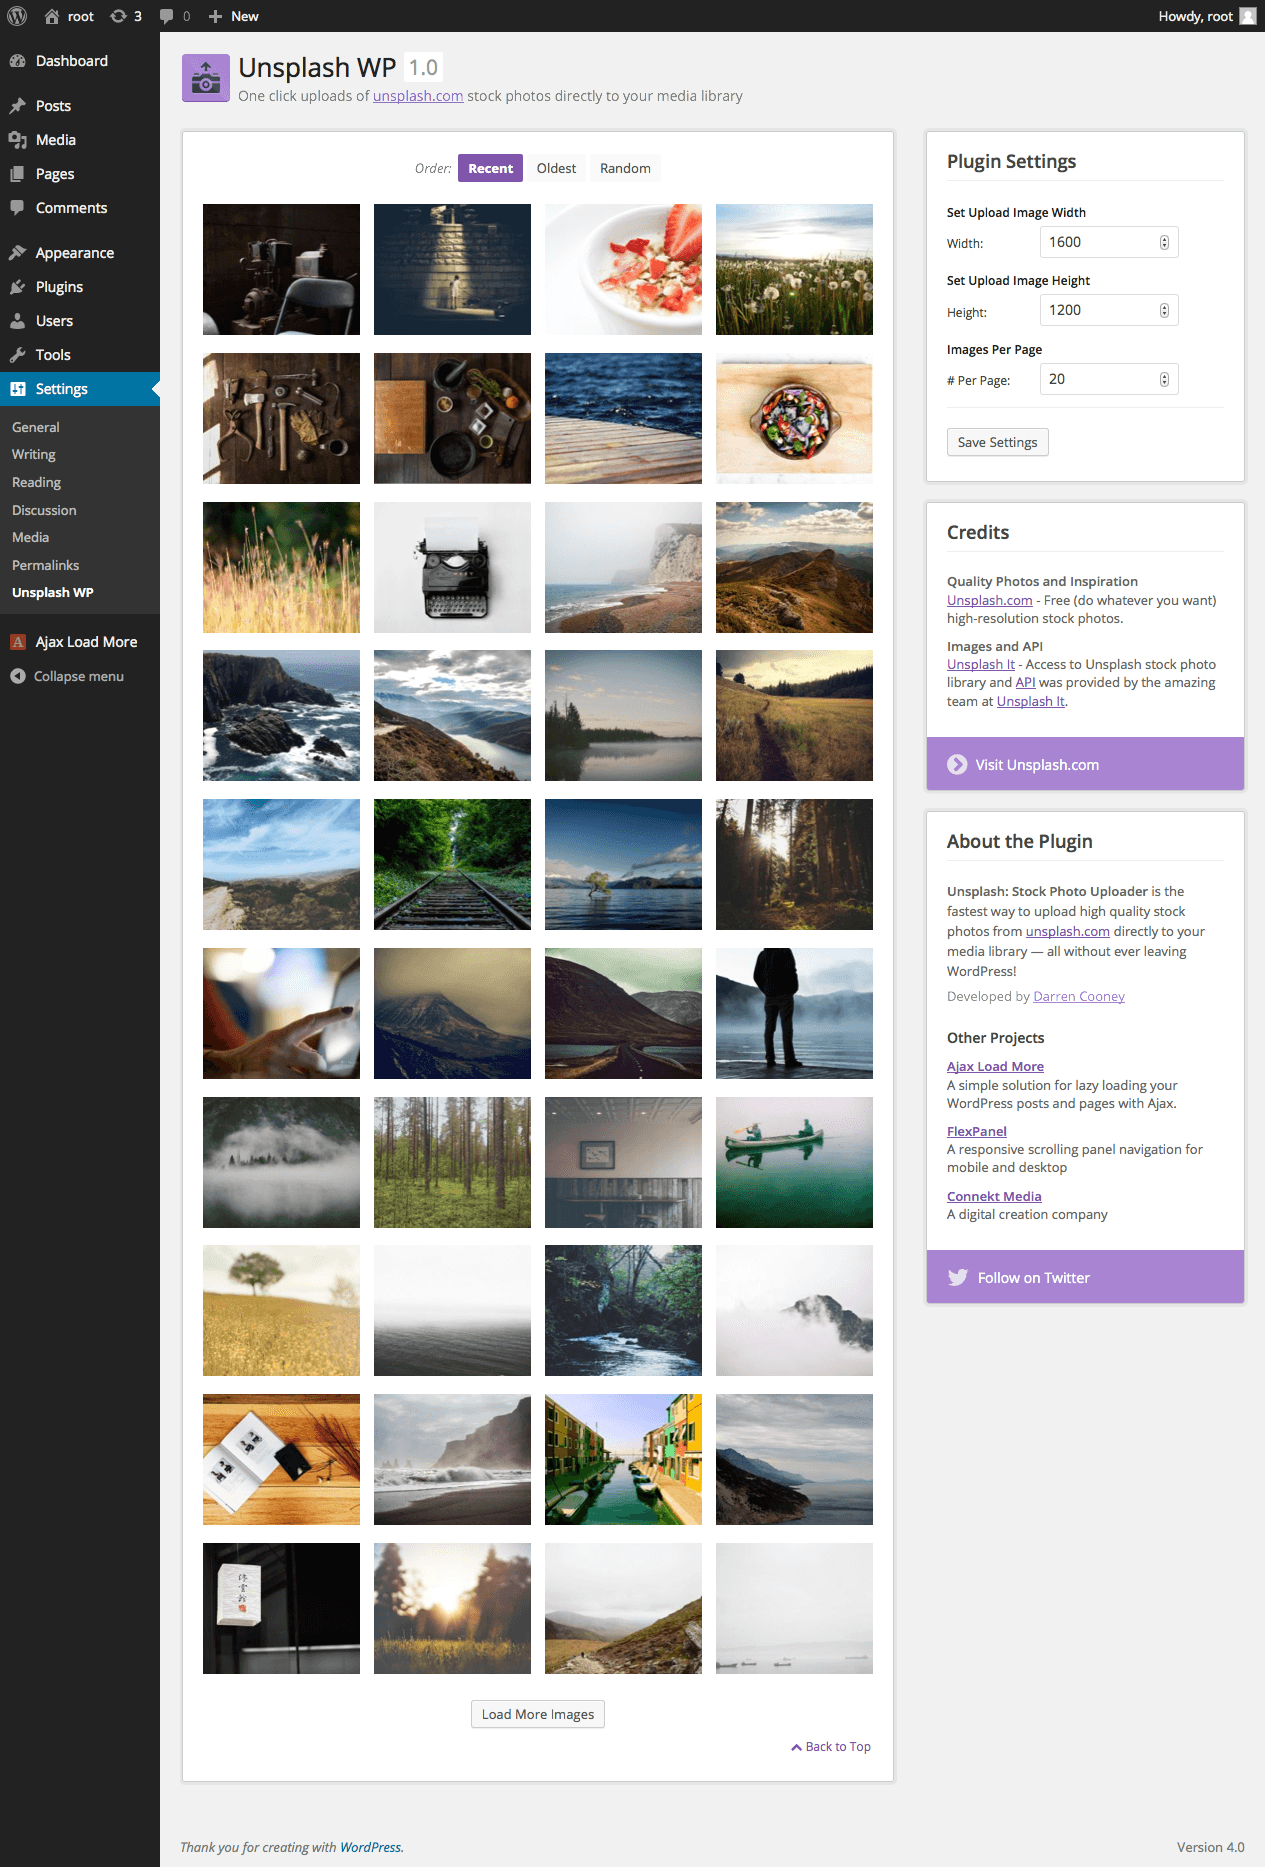 root
3
0
New
Howdy, root
Dashboard
Posts
Media
Pages
Comments
Appearance
Plugins
Users
Tools
Settings
General
Writing
Reading
Discussion
Media
Permalinks
Unsplash WP
Ajax Load More
Collapse menu
Unsplash WP 1.0
One click uploads of unsplash.com stock photos directly to your media library
Order: Recent Oldest Random
Load More Images
Back to Top
Plugin Settings
Set Upload Image Width
Width: 1600
Set Upload Image Height
Height: 1200
Images Per Page
# Per Page: 20
Save Settings
Credits
Quality Photos and Inspiration
Unsplash.com - Free (do whatever you want)
high-resolution stock photos.
Images and API
Unsplash It - Access to Unsplash stock photo
library and API was provided by the amazing
team at Unsplash It.
Visit Unsplash.com
About the Plugin
Unsplash: Stock Photo Uploader is the
fastest way to upload high quality stock
photos from unsplash.com directly to your
media library — all without ever leaving
WordPress!
Developed by Darren Cooney
Other Projects
Ajax Load More
A simple solution for lazy loading your
WordPress posts and pages with Ajax.
FlexPanel
A responsive scrolling panel navigation for
mobile and desktop
Connekt Media
A digital creation company
Follow on Twitter
Thank you for creating with WordPress.
Version 4.0